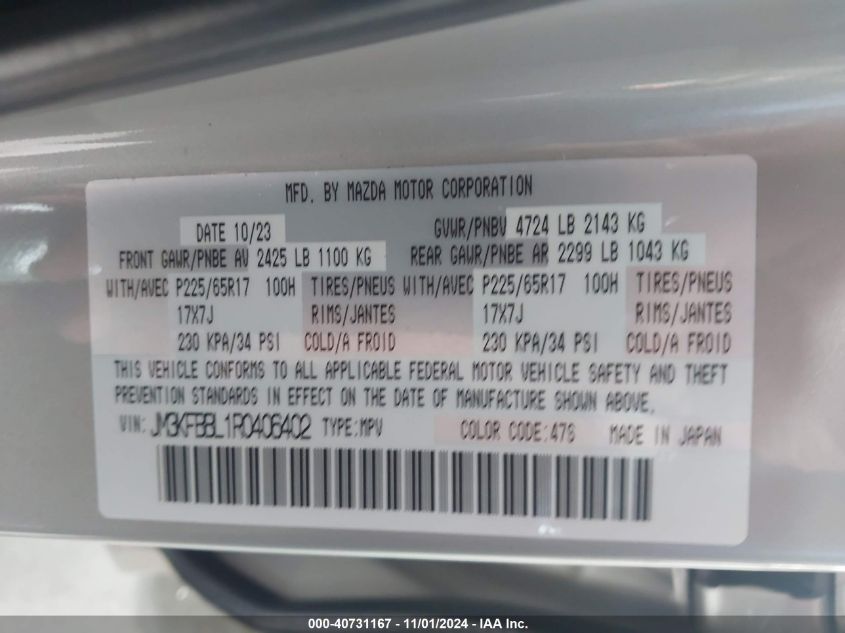 MFD. BY MAZDA MOTOR CORPORATION
DATE 10/23 GVWR/PNBV 4724 LB 2143 KG
FRONT GAWR/PNBE AV 2425 LB 1100 KG REAR GAWR/PNBE AR 2299 LB 1043 KG
WITH/AVEC P225/65R17 100H TIRES/PNEUS WITH/AVEC P225/65R17 100H TIRES/PNEUS
17X7J RIMS/JANTES 17X7J RIMS/JANTES
230 KPA/34 PSI COLD/A FROID 230 KPA/34 PSI COLD/A FROID
THIS VEHICLE CONFORMS TO ALL APPLICABLE FEDERAL MOTOR VEHICLE SAFETY AND THEFT
PREVENTION STANDARDS IN EFFECT ON THE DATE OF MANUFACTURE SHOWN ABOVE.
VIN: JM3KFBBL1R0406402 TYPE:MPV COLOR CODE:47S MADE IN JAPAN
000-40731167 - 11/01/2024 - IAA Inc.